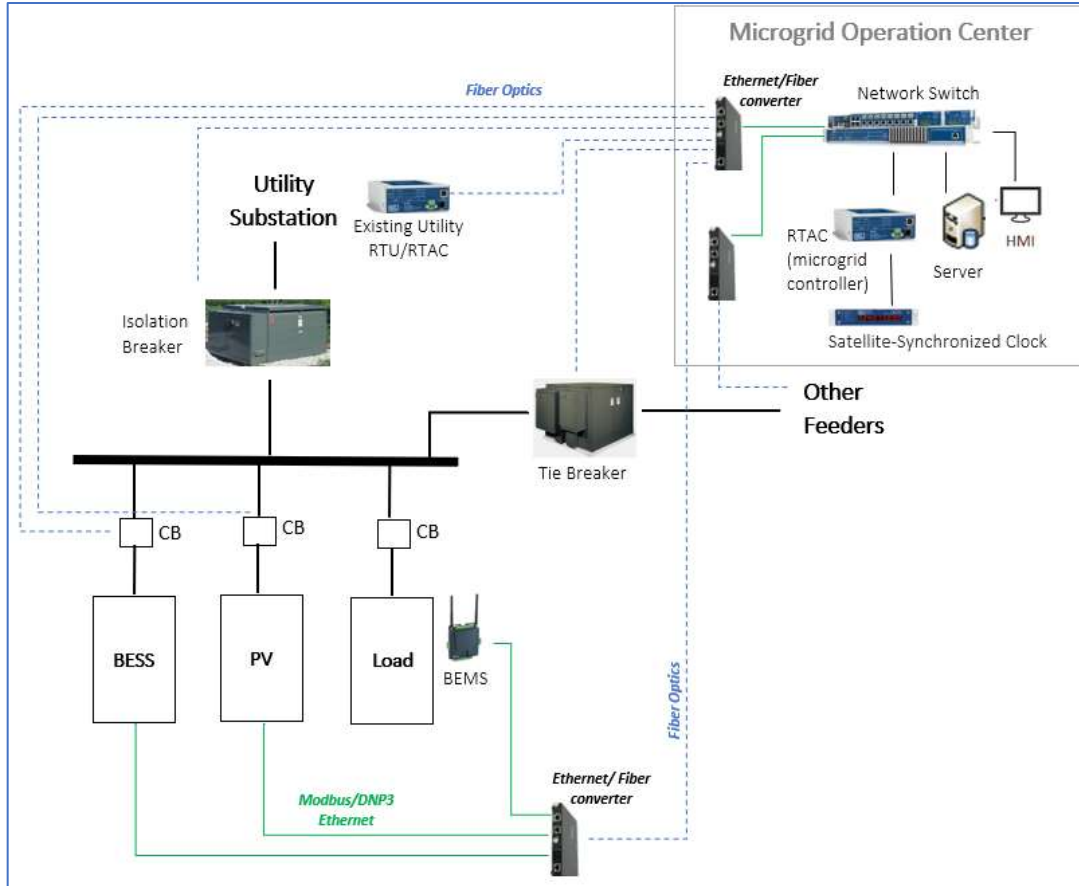 Microgrid Operation Center
Ethernet/Fiber
converter
Network Switch
Fiber Optics
Utility
Substation
Existing Utility
RTU/RTAC
RTAC
(microgrid
controller)
Server
HMI
Isolation
Breaker
Satellite-Synchronized Clock
Other
Feeders
Tie Breaker
CB
CB
CB
BESS
PV
Load
BEMS
Fiber Optics
Ethernet/ Fiber
converter
Modbus/DNP3
Ethernet